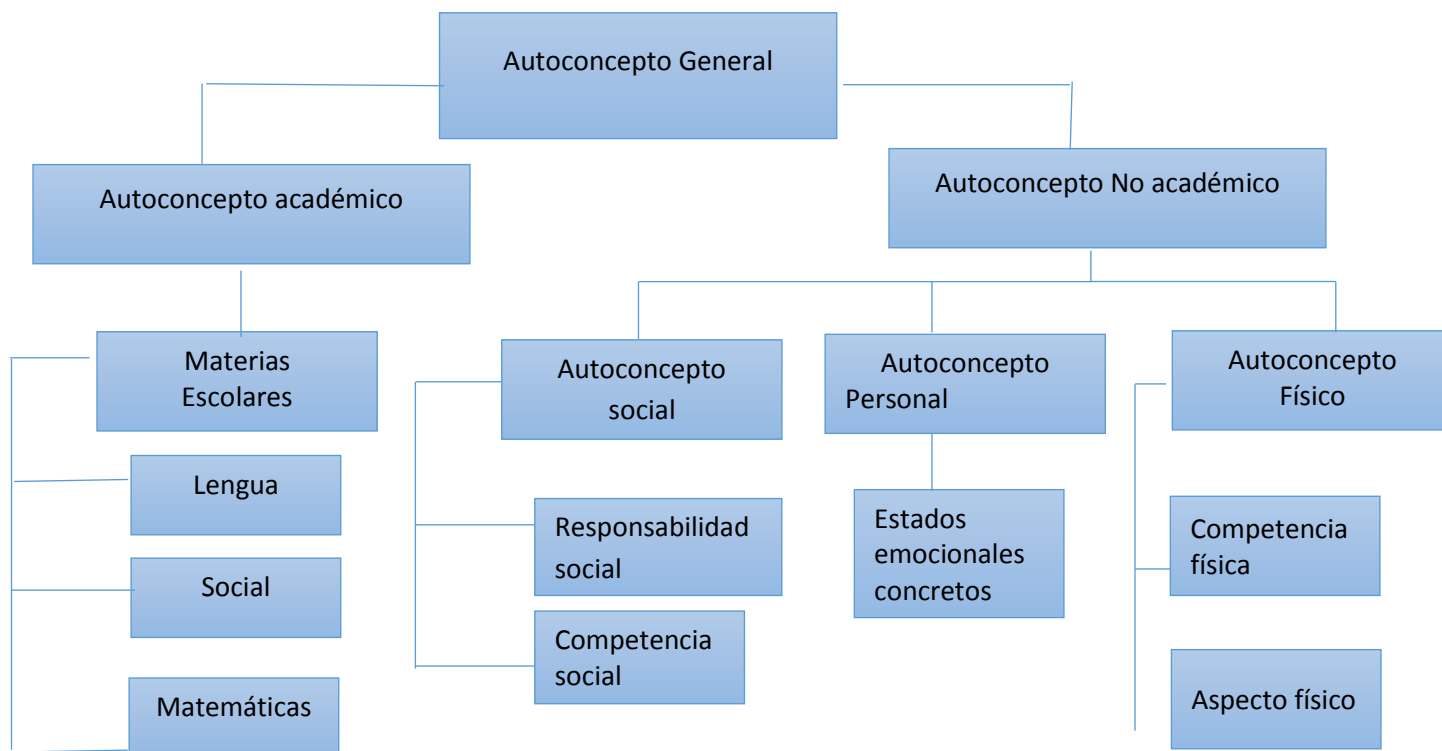 Autoconcepto General
Autoconcepto académico
Autoconcepto No académico
Materias
Escolares
Lengua
Social
Matemáticas
Autoconcepto
social
Responsabilidad
social
Competencia
social
Autoconcepto
Personal
Estados
emocionales
concretos
Autoconcepto
Físico
Competencia
física
Aspecto físico